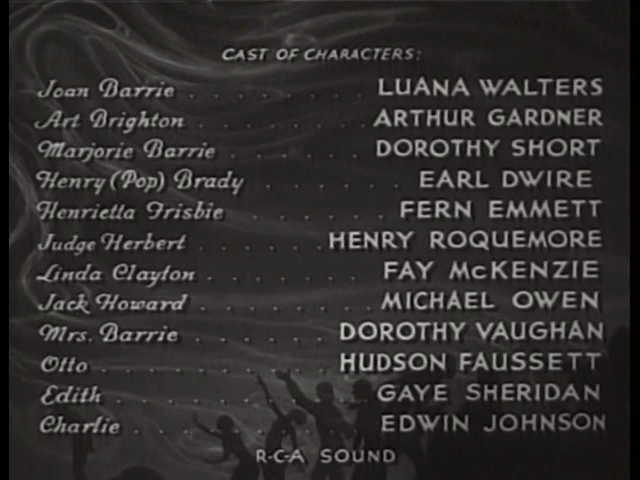 CAST OF CHARACTERS:
Joan Barrie . . . . . . . LUANA WALTERS
Art Brighton . . . . . . . ARTHUR GARDNER
Marjorie Barrie . . . . . . DOROTHY SHORT
Henry (Pop) Brady . . . . . . EARL DWIRE
Henrietta Frisbie . . . . . . FERN EMMETT
Judge Herbert . . . . . . HENRY ROQUEMORE
Linda Clayton . . . . . . . FAY McKENZIE
Jack Howard . . . . . . . MICHAEL OWEN
Mrs. Barrie . . . . . . DOROTHY VAUGHAN
Otto . . . . . . . . . HUDSON FAUSSETT
Edith . . . . . . . . . GAYE SHERIDAN
Charlie . . . . . . . . EDWIN JOHNSON
R-C-A SOUND